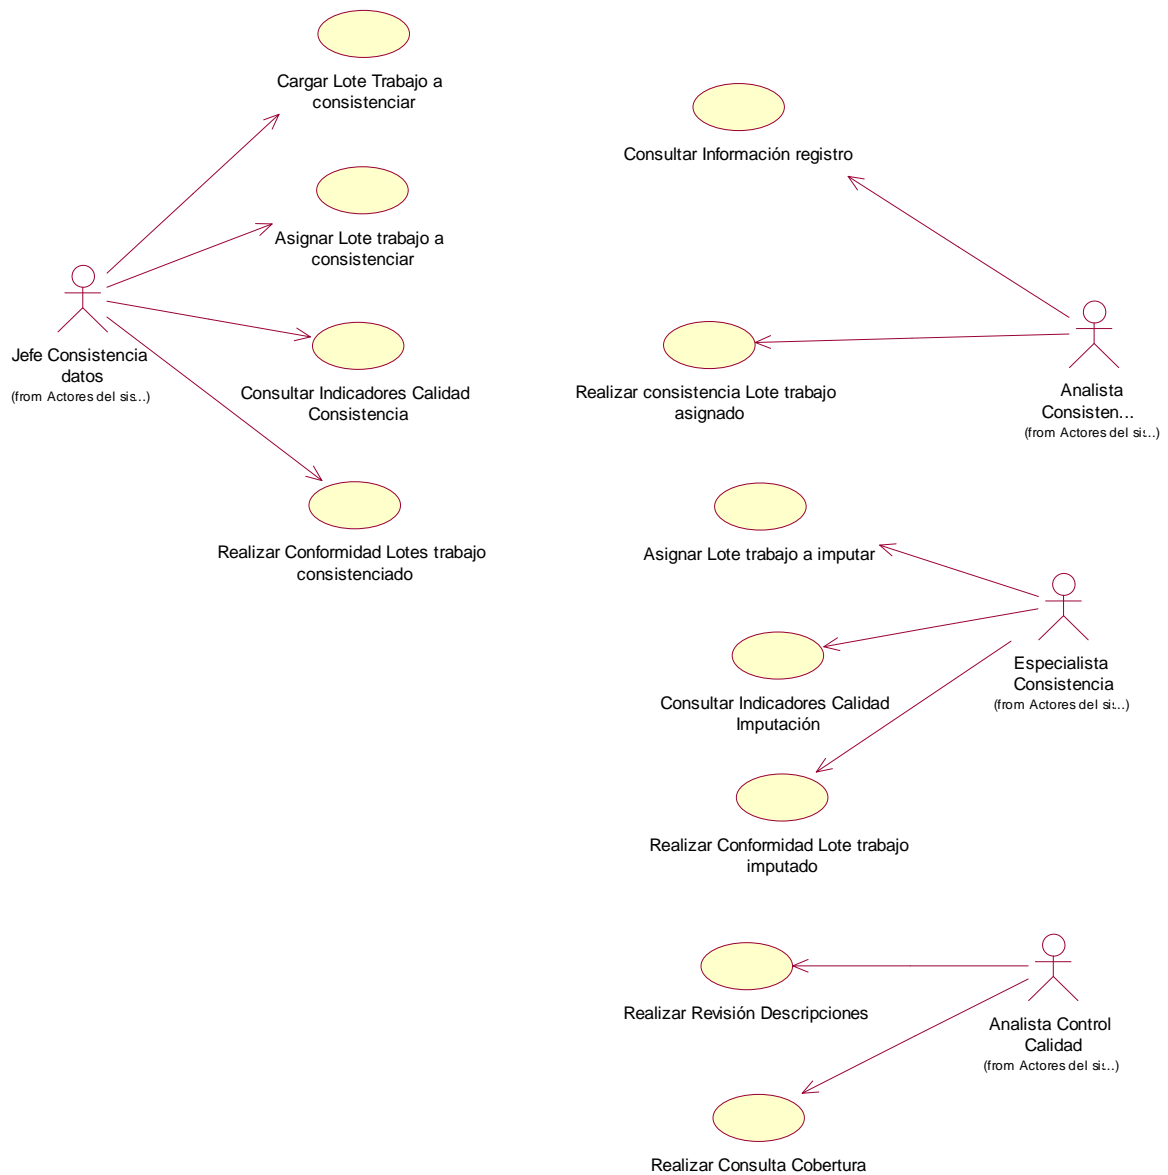 Cargar Lote Trabajo a
consistenciar
Asignar Lote trabajo a
consistenciar
Jefe Consistencia
datos
(from Actores del sis...)
Consultar Indicadores Calidad
Consistencia
Realizar Conformidad Lotes trabajo
consistenciado
Consultar Información registro
Realizar consistencia Lote trabajo
asignado
Analista
Consisten...
(from Actores del sis...)
Asignar Lote trabajo a imputar
Consultar Indicadores Calidad
Imputación
Especialista
Consistencia
(from Actores del sis...)
Realizar Conformidad Lote trabajo
imputado
Realizar Revisión Descripciones
Analista Control
Calidad
(from Actores del sis...)
Realizar Consulta Cobertura